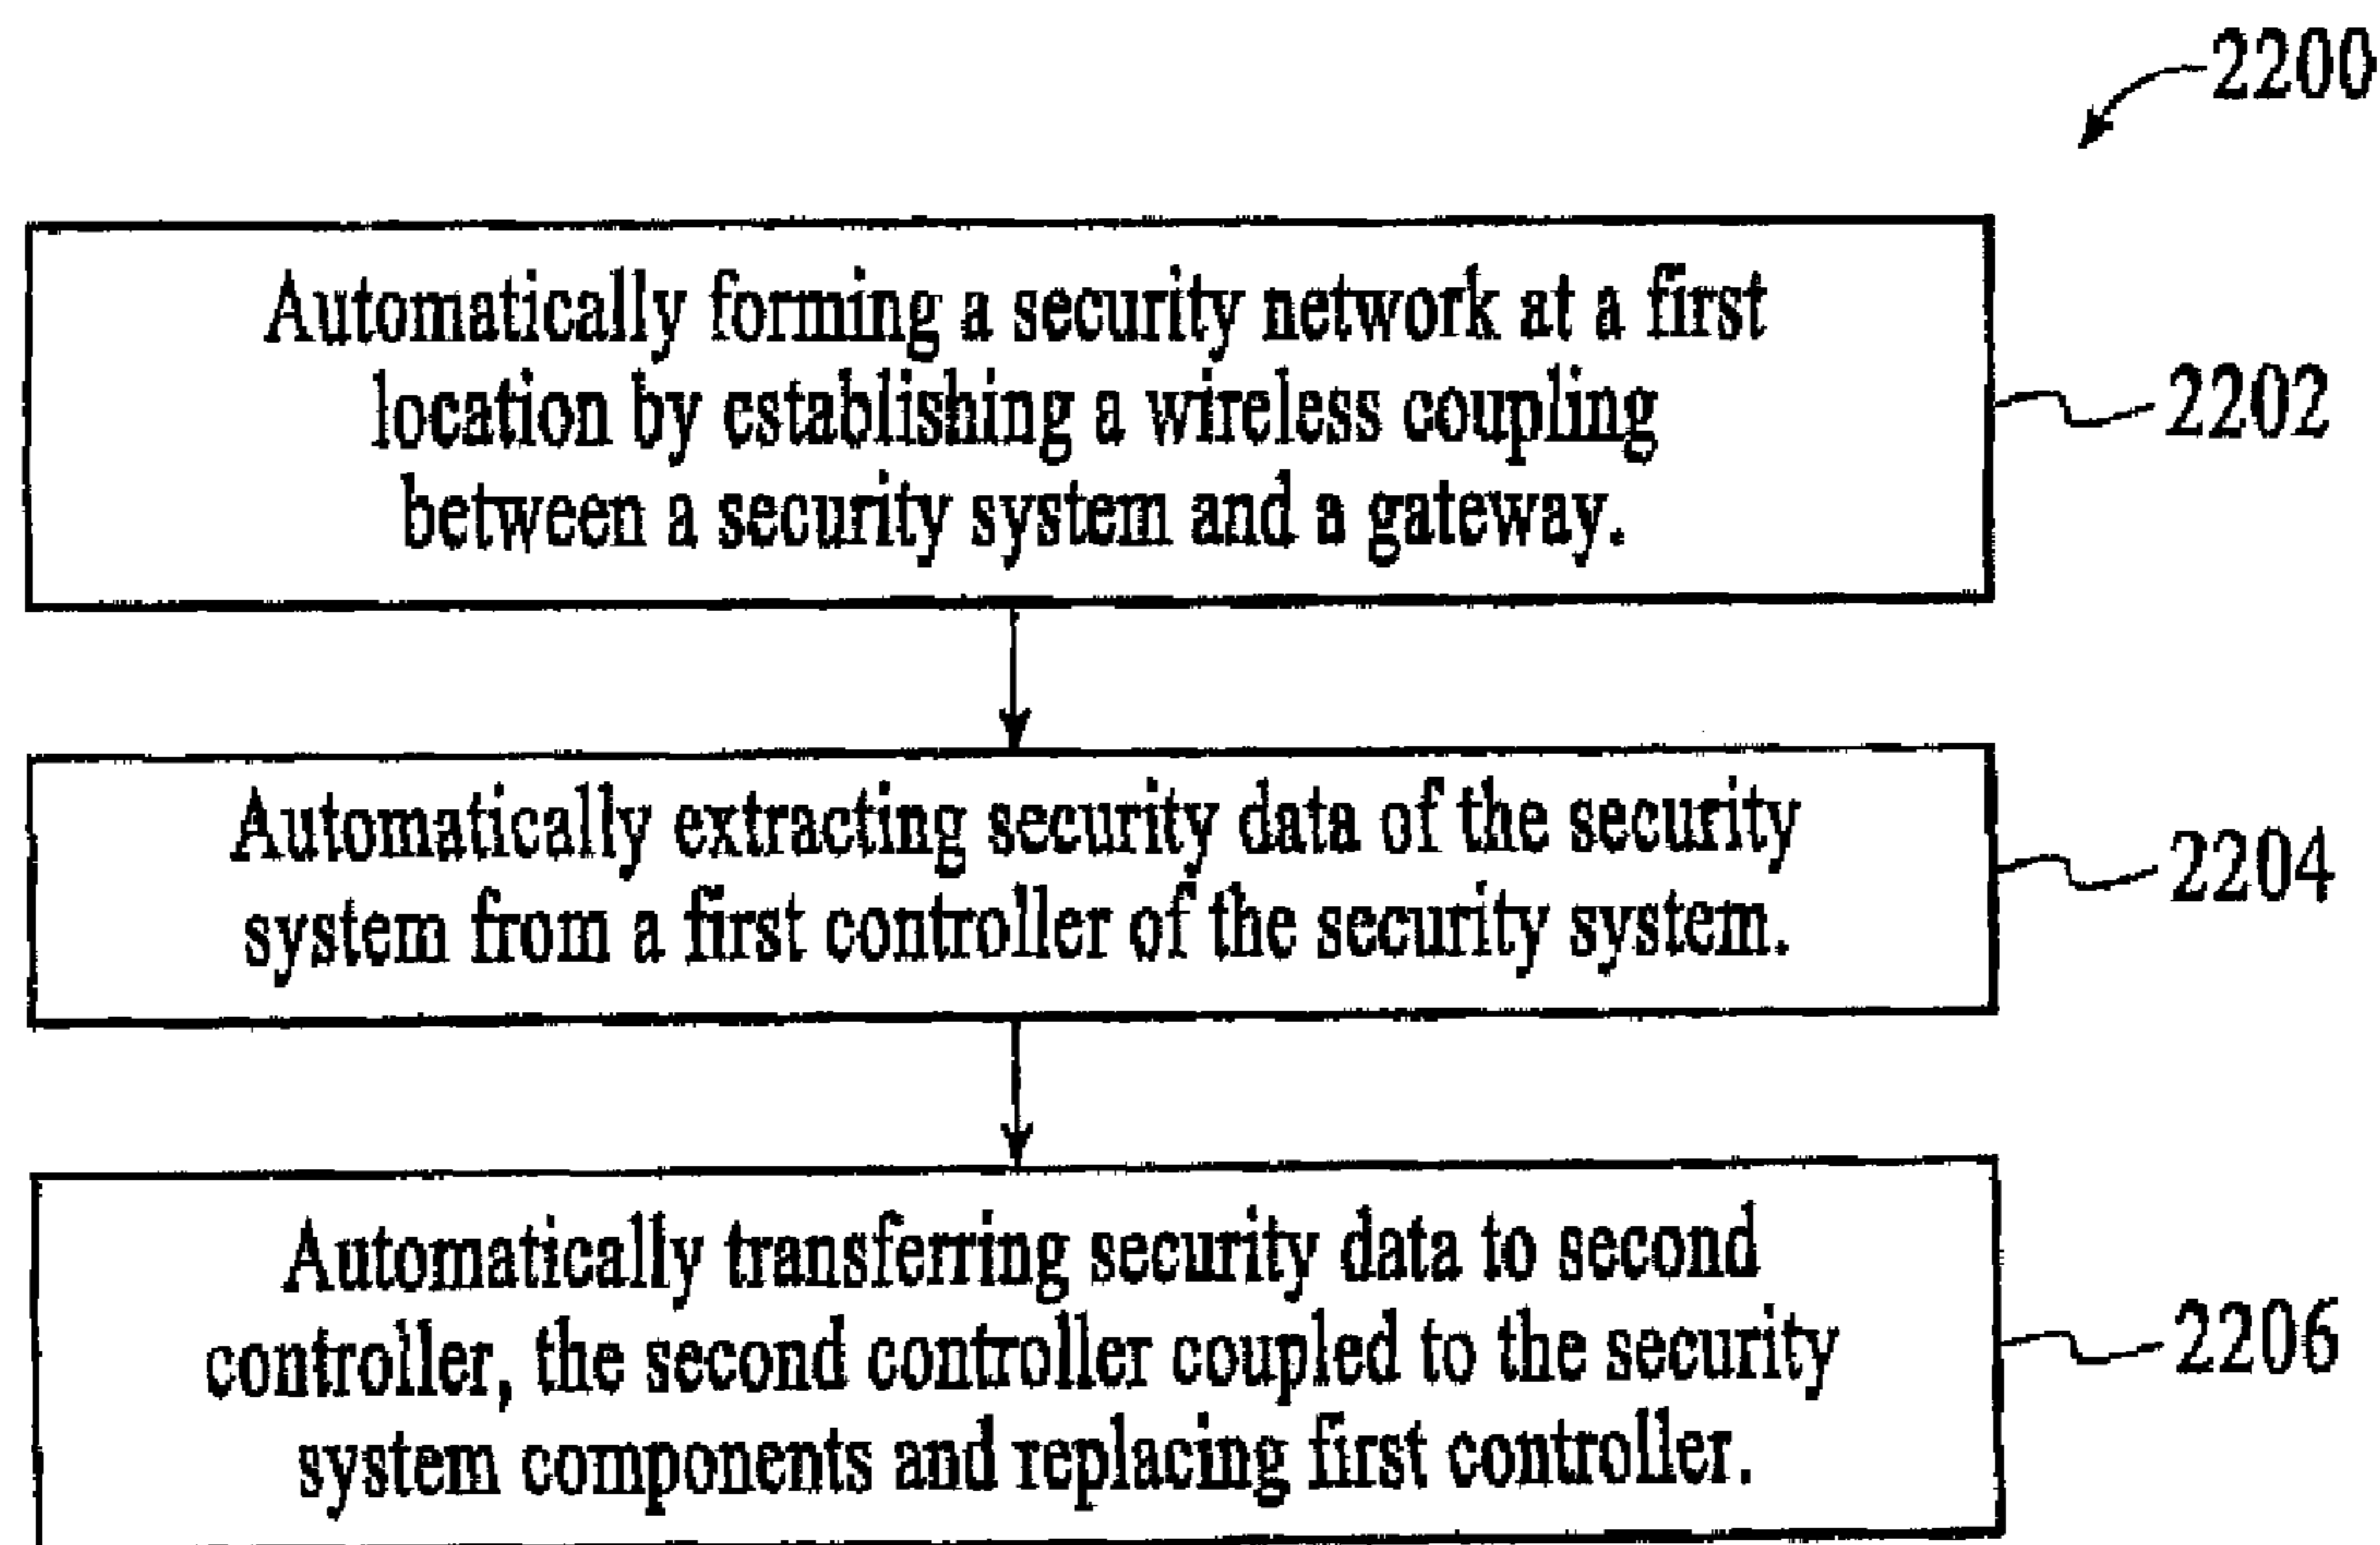 2200
Automatically forming a security network at a first
location by establishing a wireless coupling
between a security system and a gateway.
2202
Automatically extracting security data of the security
system from a first controller of the security system.
2204
Automatically transferring security data to second
controller, the second controller coupled to the security
system components and replacing first controller.
2206